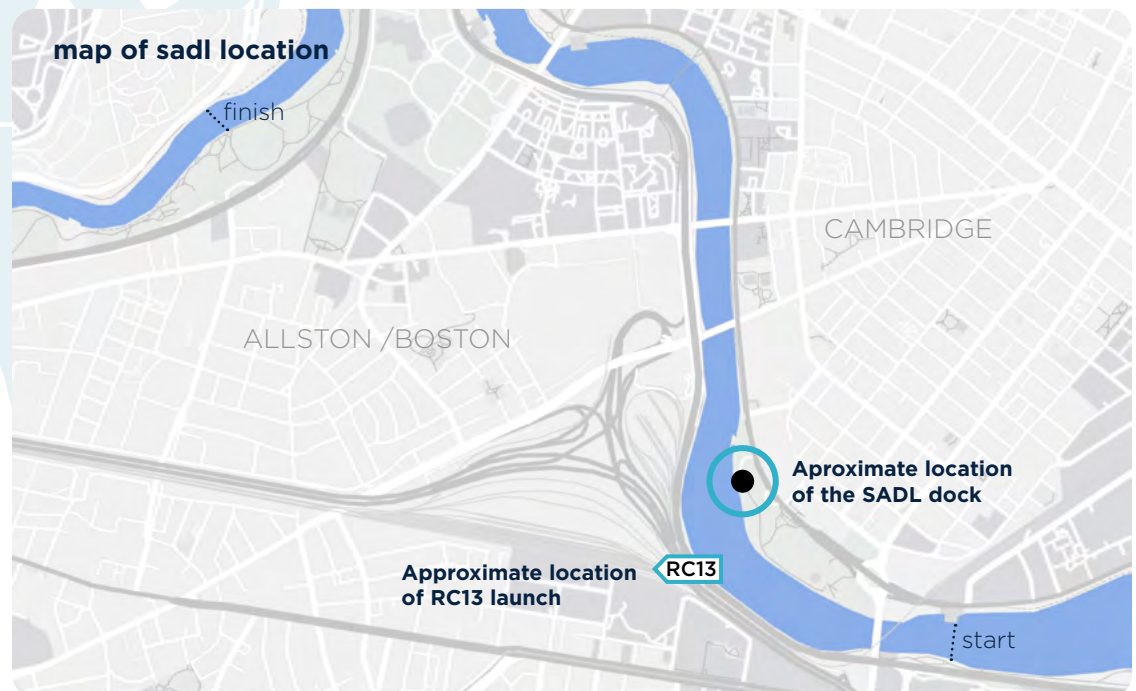 map of sadl location
finish
CAMBRIDGE
ALLSTON /BOSTON
Aproximate location
of the SADL dock
Approximate location
of RC13 launch
RC13
start